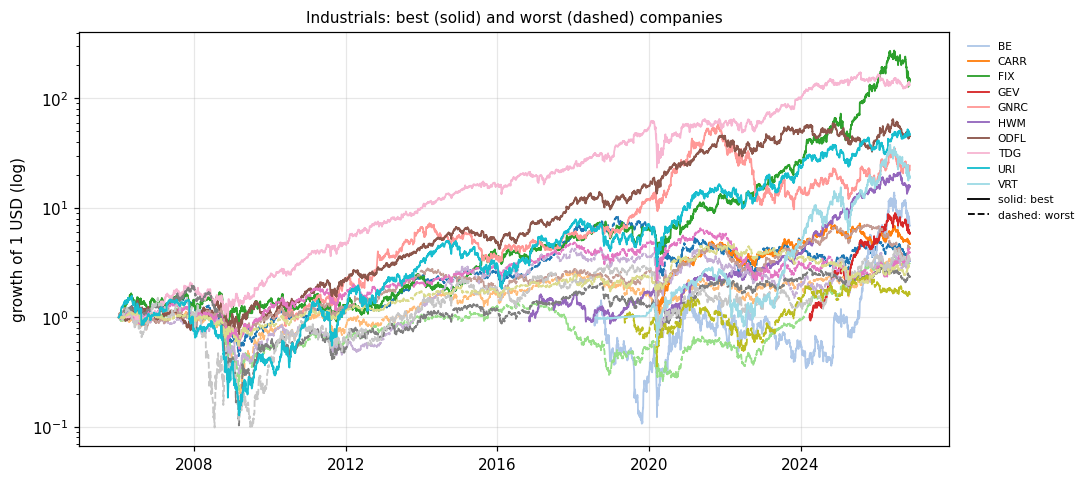 Industrials: best (solid) and worst (dashed) companies
growth of 1 USD (log)
10²
10¹
10⁰
10⁻¹
2008
2012
2016
2020
2024
BE
CARR
FIX
GEV
GNRC
HWM
ODFL
TDG
URI
VRT
solid: best
dashed: worst